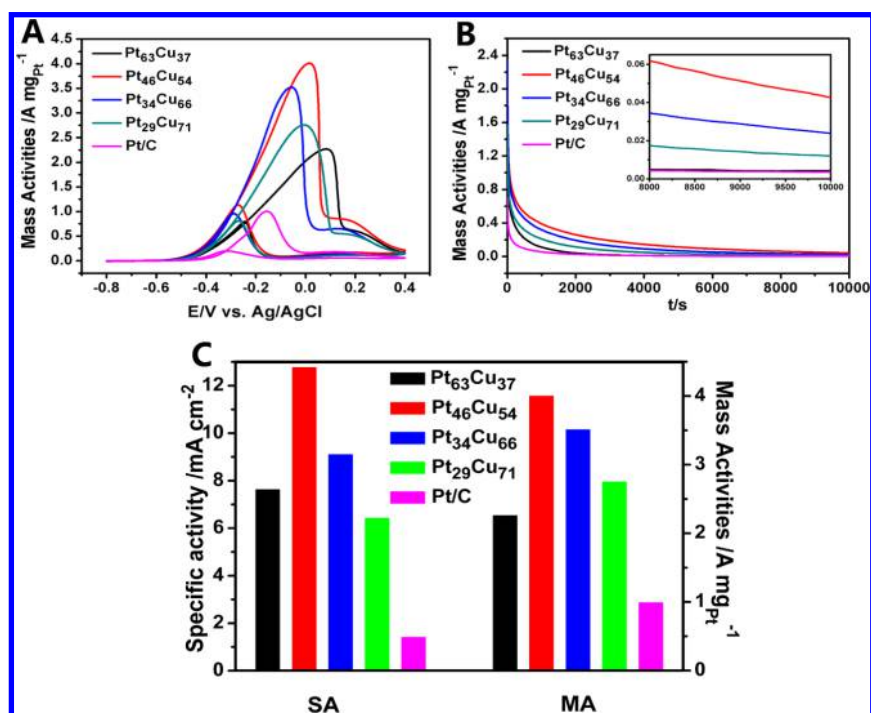 A
Mass Activities /A mgPt-1
4.5
4.0
3.5
3.0
2.5
2.0
1.5
1.0
0.5
0.0
Pt63Cu37
Pt46Cu54
Pt34Cu66
Pt29Cu71
Pt/C
-0.8 -0.6 -0.4 -0.2 0.0 0.2 0.4
E/V vs. Ag/AgCl
B
Mass Activities /A mgPt-1
2.4
2.0
1.6
1.2
0.8
0.4
0.0
Pt63Cu37
Pt46Cu54
Pt34Cu66
Pt29Cu71
Pt/C
0.06
0.04
0.02
0.00
8000 8500 9000 9500 10000
0 2000 4000 6000 8000 10000
t/s
C
Specific activity /mA cm-2
12
10
8
6
4
2
0
Pt63Cu37
Pt46Cu54
Pt34Cu66
Pt29Cu71
Pt/C
4
3
2
1
0
Mass Activities /A mgPt-1
SA MA